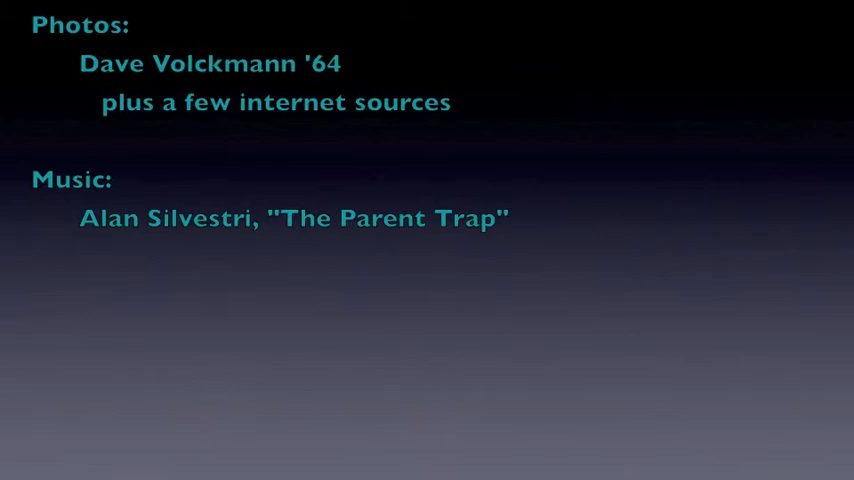 Photos:
Dave Volckmann '64
plus a few internet sources
Music:
Alan Silvestri, "The Parent Trap"